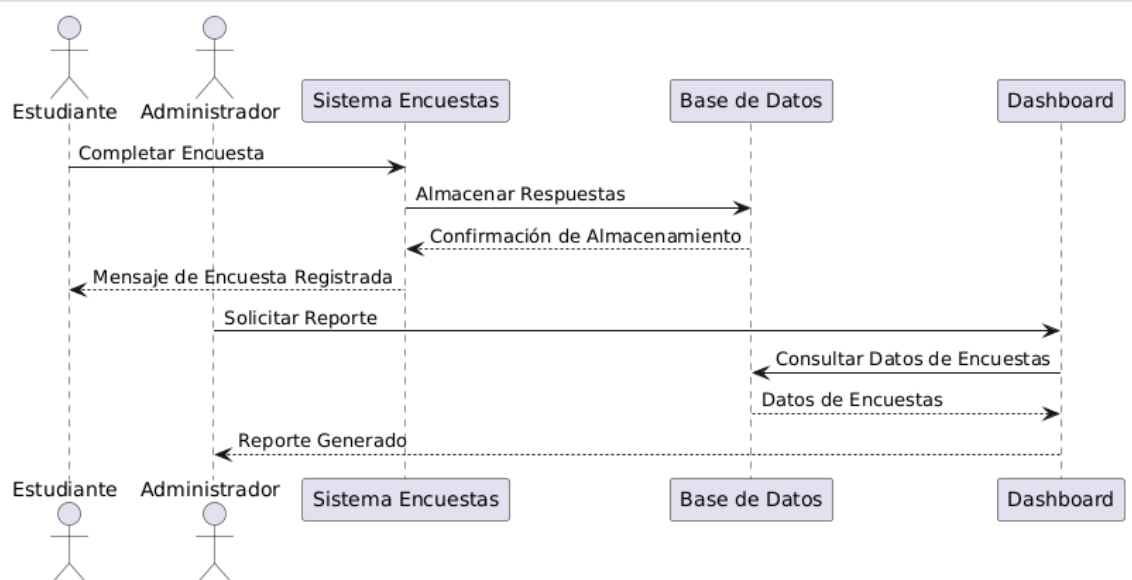 Estudiante
Administrador
Sistema Encuestas
Base de Datos
Dashboard
Completar Encuesta
Almacenar Respuestas
Confirmación de Almacenamiento
Mensaje de Encuesta Registrada
Solicitar Reporte
Consultar Datos de Encuestas
Datos de Encuestas
Reporte Generado
Estudiante
Administrador
Sistema Encuestas
Base de Datos
Dashboard